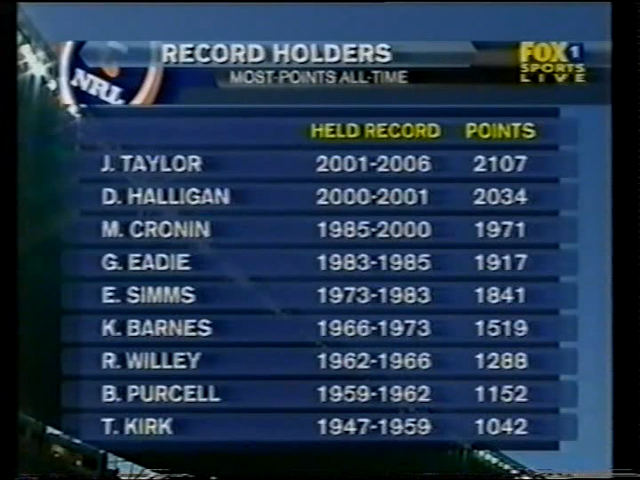 RECORD HOLDERS
MOST-POINTS ALL-TIME
FOX 1
SPORTS
LIVE
NRL
HELD RECORD POINTS
J. TAYLOR 2001-2006 2107
D. HALLIGAN 2000-2001 2034
M. CRONIN 1985-2000 1971
G. EADIE 1983-1985 1917
E. SIMMS 1973-1983 1841
K. BARNES 1966-1973 1519
R. WILLEY 1962-1966 1288
B. PURCELL 1959-1962 1152
T. KIRK 1947-1959 1042